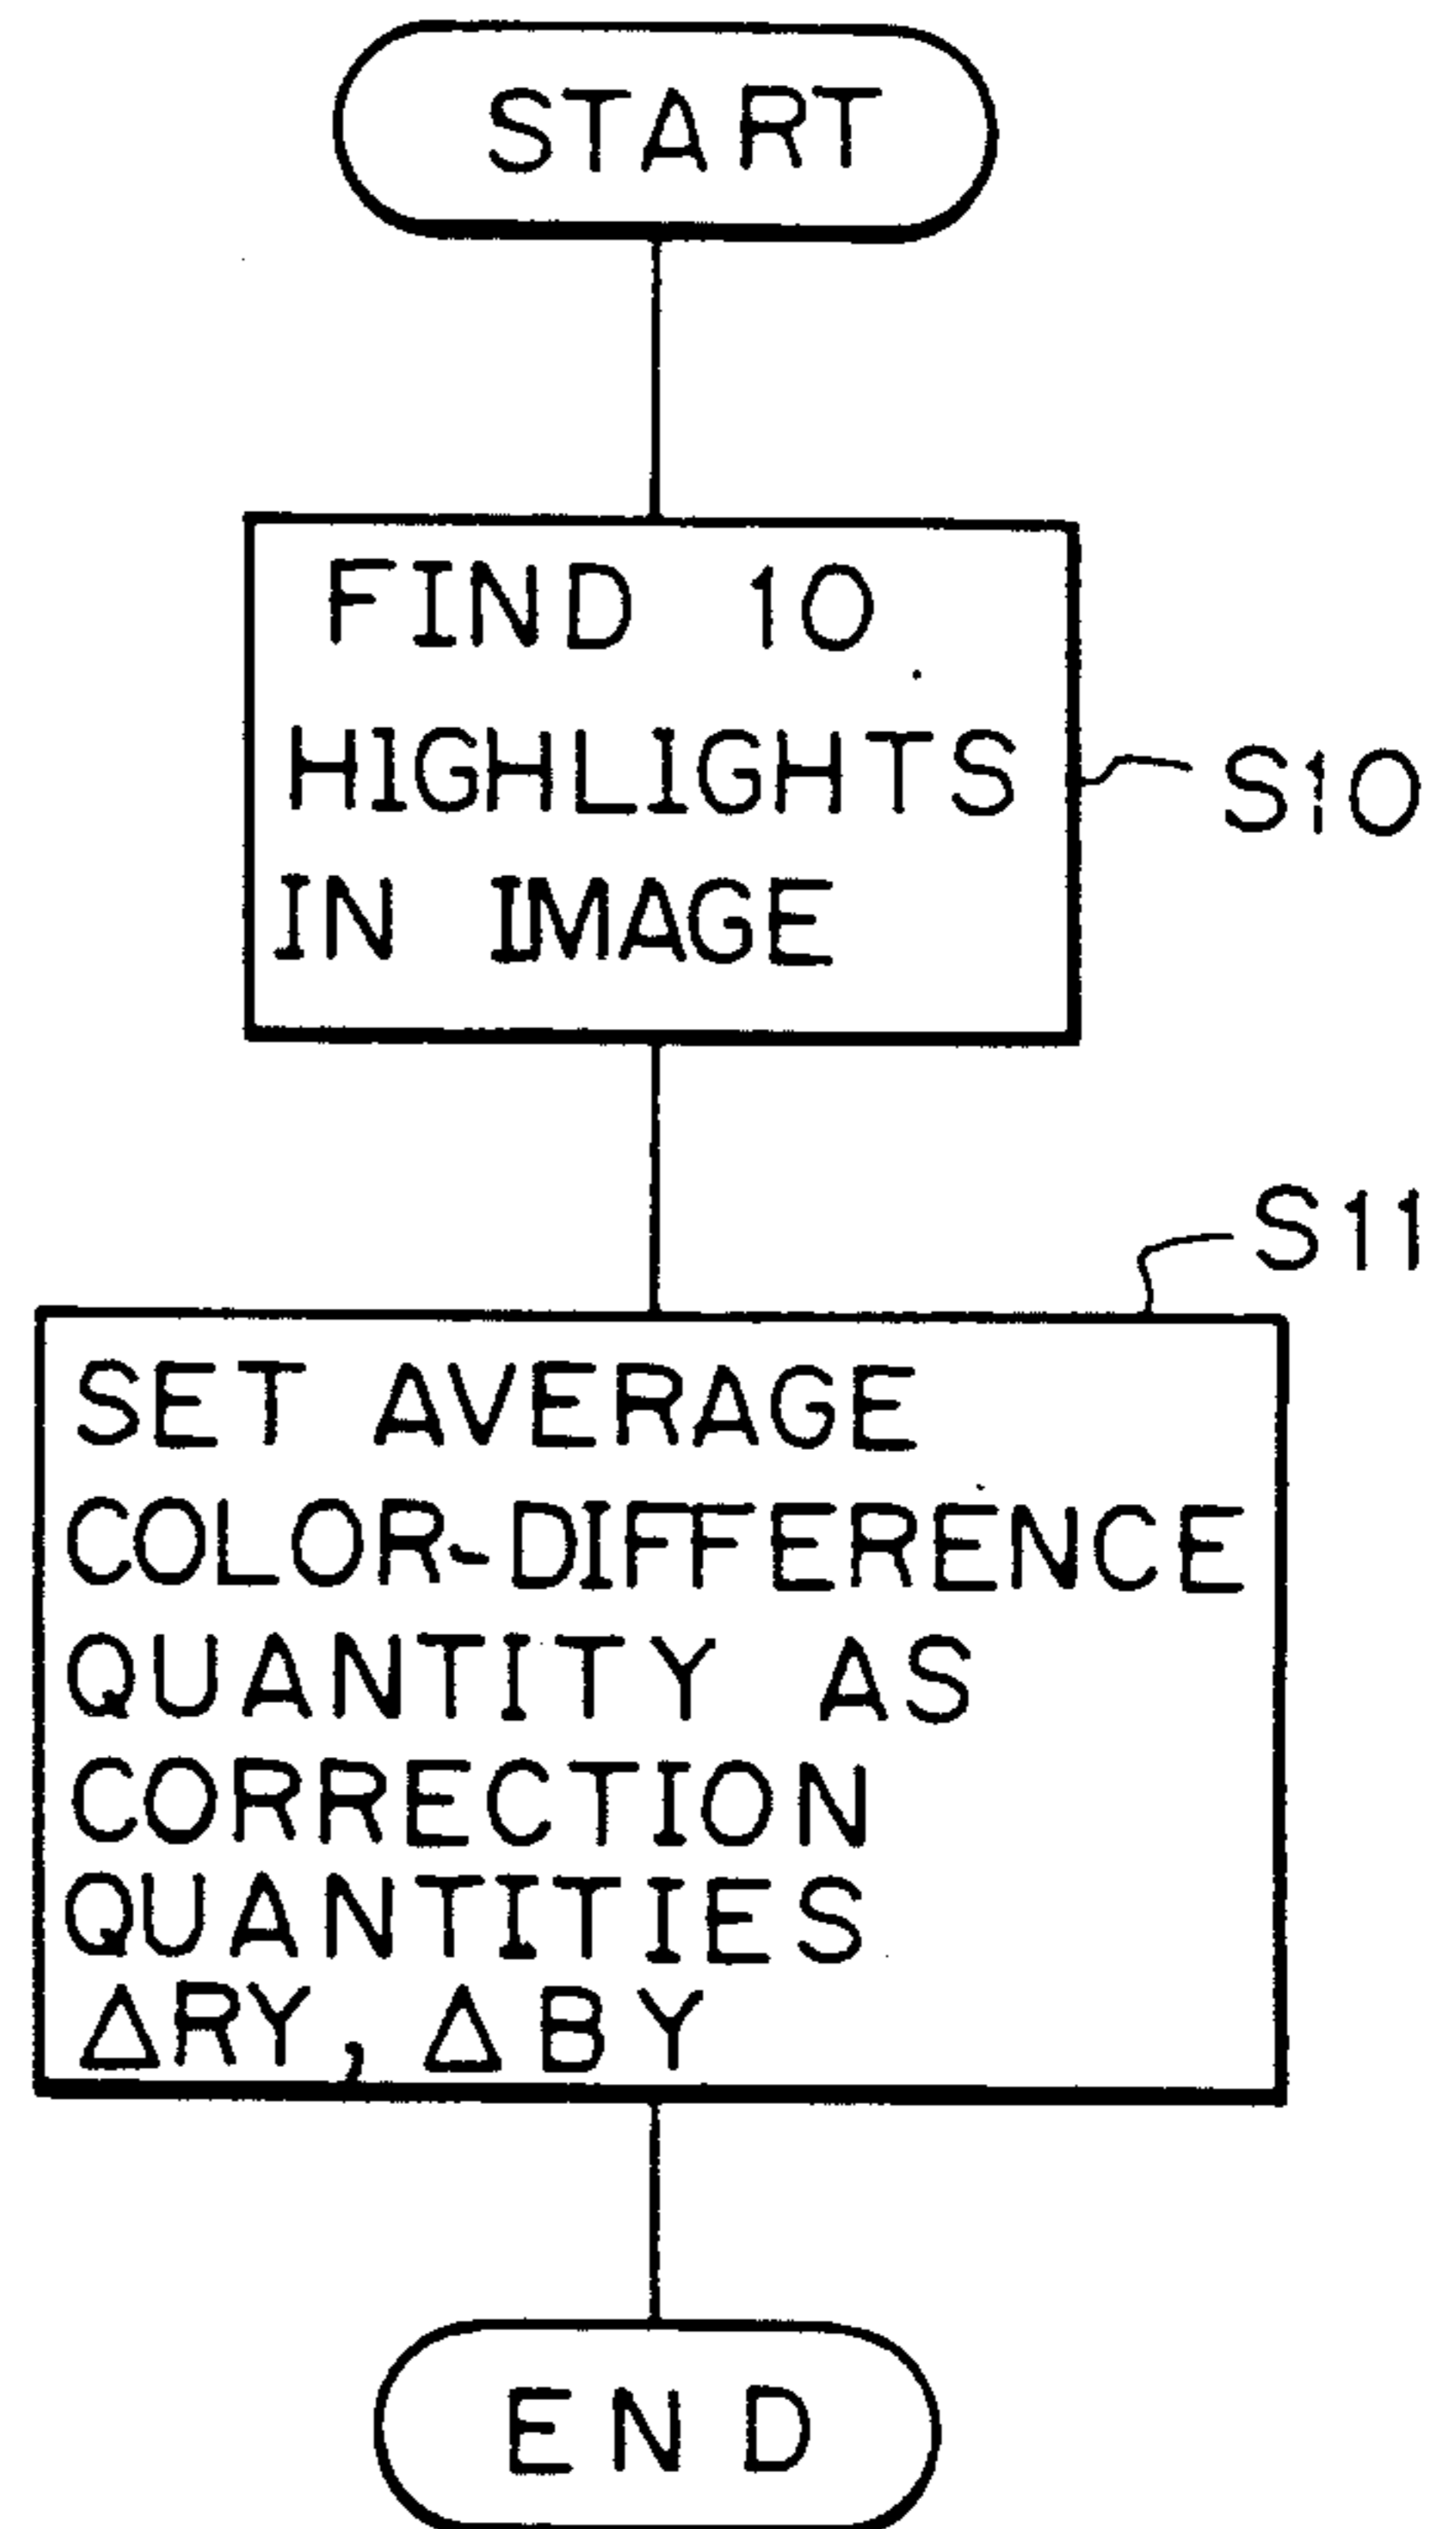 START
FIND 10
HIGHLIGHTS
IN IMAGE
S10
S11
SET AVERAGE
COLOR-DIFFERENCE
QUANTITY AS
CORRECTION
QUANTITIES
ΔRY, ΔBY
END